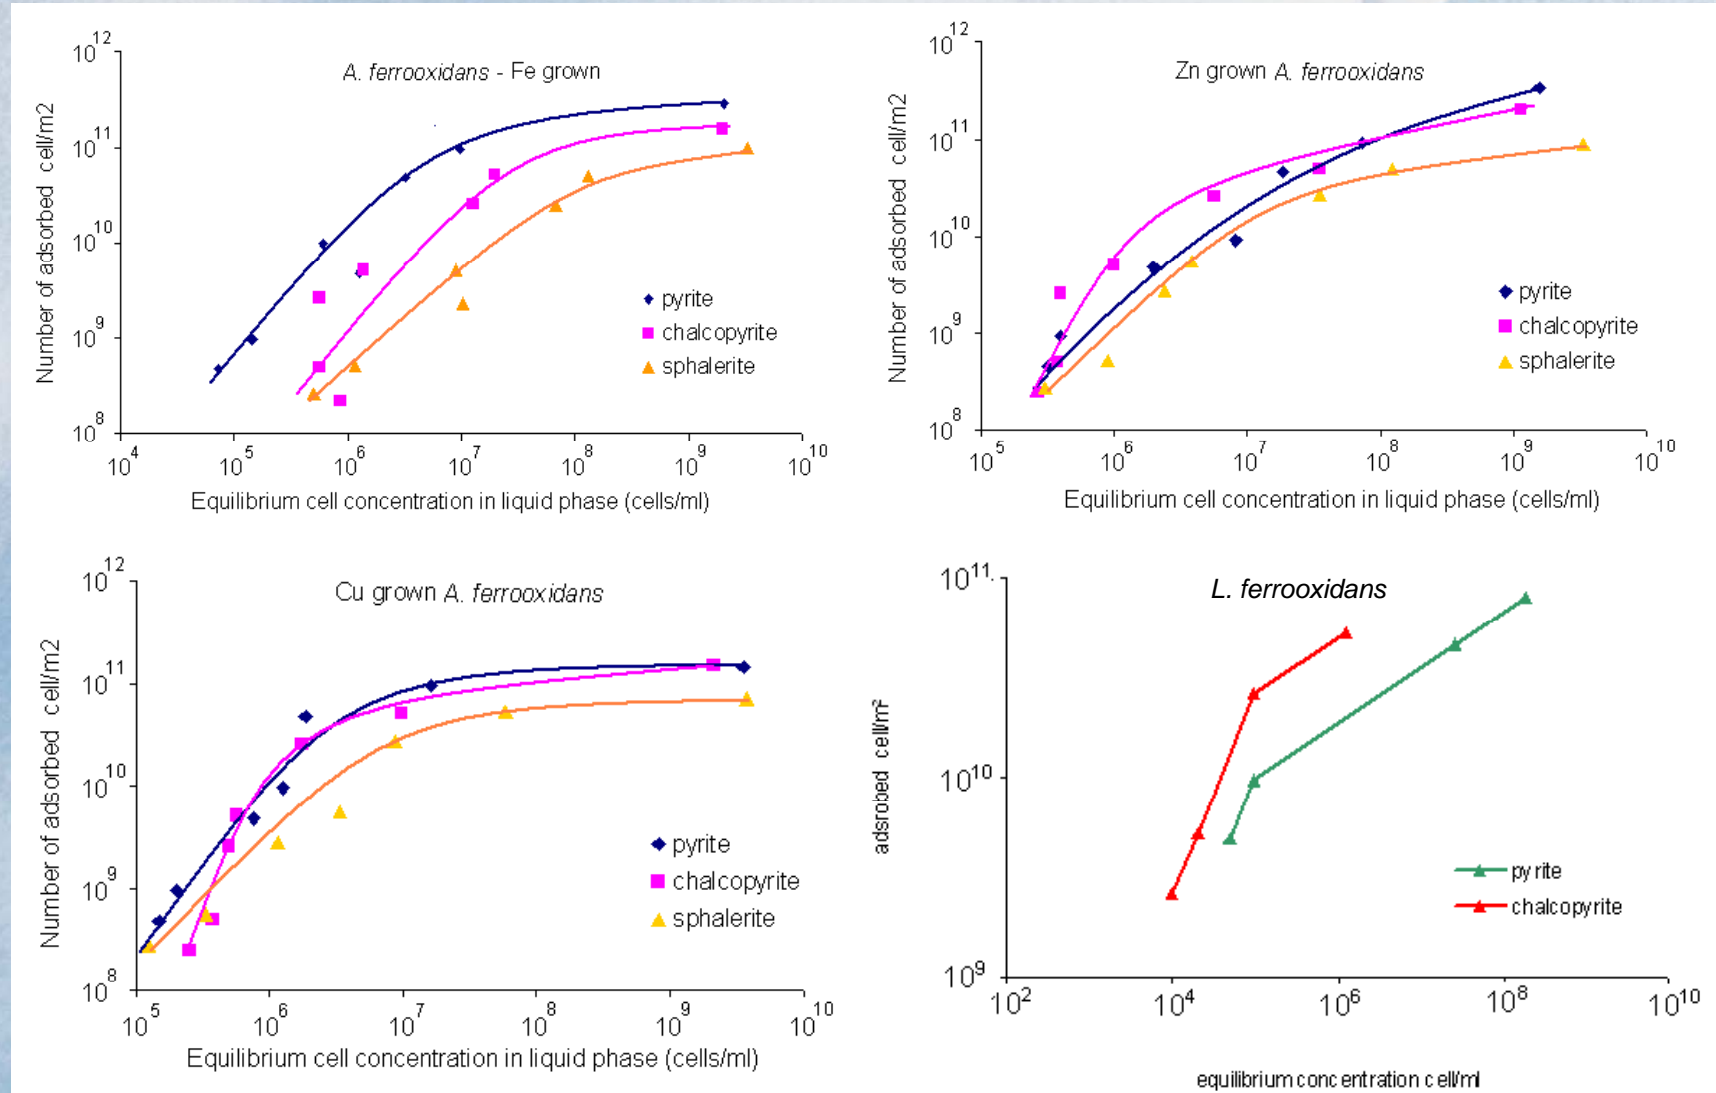 A. ferrooxidans - Fe grown
Number of adsorbed cell/m2
10^12
10^11
10^10
10^9
10^8
10^4 10^5 10^6 10^7 10^8 10^9 10^10
Equilibrium cell concentration in liquid phase (cells/ml)
pyrite
chalcopyrite
sphalerite
Zn grown A. ferrooxidans
Number of adsorbed cell/m2
10^12
10^11
10^10
10^9
10^8
10^5 10^6 10^7 10^8 10^9 10^10
Equilibrium cell concentration in liquid phase (cells/ml)
pyrite
chalcopyrite
sphalerite
Cu grown A. ferrooxidans
Number of adsorbed cell/m2
10^12
10^11
10^10
10^9
10^8
10^5 10^6 10^7 10^8 10^9 10^10
Equilibrium cell concentration in liquid phase (cells/ml)
pyrite
chalcopyrite
sphalerite
L. ferrooxidans
adsrobed cell/m²
10^11
10^10
10^9
10^2 10^4 10^6 10^8 10^10
equilibrium concentration cell/ml
pyrite
chalcopyrite